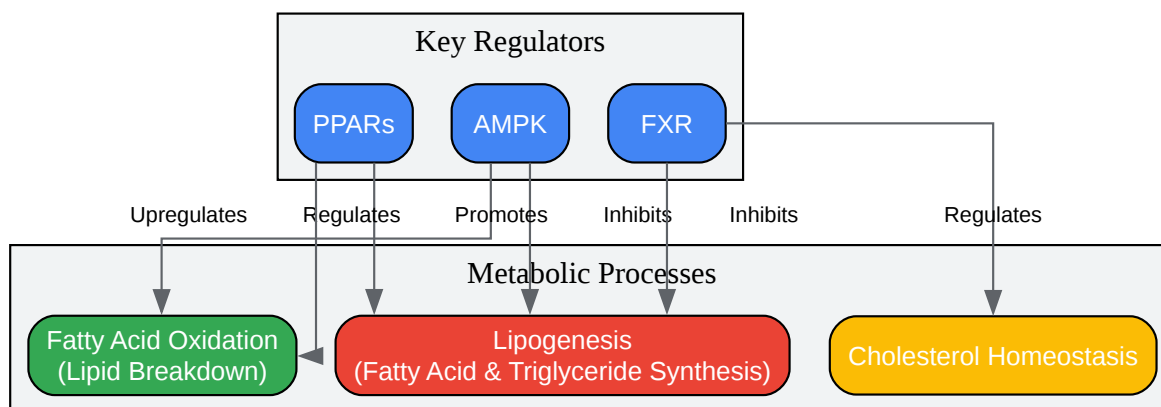 Key Regulators
PPARs
AMPK
FXR
Upregulates
Regulates
Promotes
Inhibits
Inhibits
Regulates
Metabolic Processes
Fatty Acid Oxidation
(Lipid Breakdown)
Lipogenesis
(Fatty Acid & Triglyceride Synthesis)
Cholesterol Homeostasis